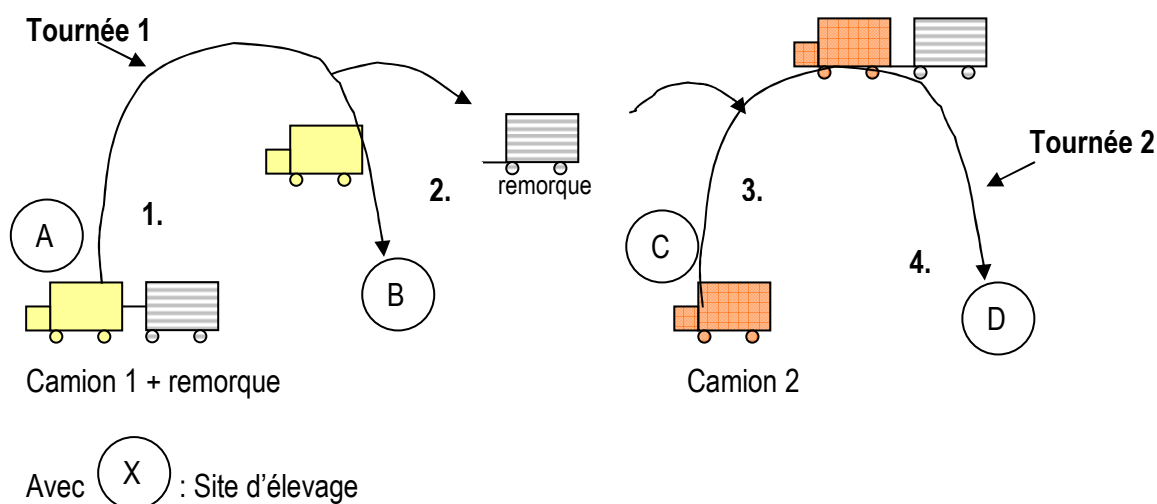 Tournée 1
remorque
Tournée 2
A
1.
2.
3.
C
4.
B
D
Camion 1 + remorque
Camion 2
Avec X : Site d'élevage